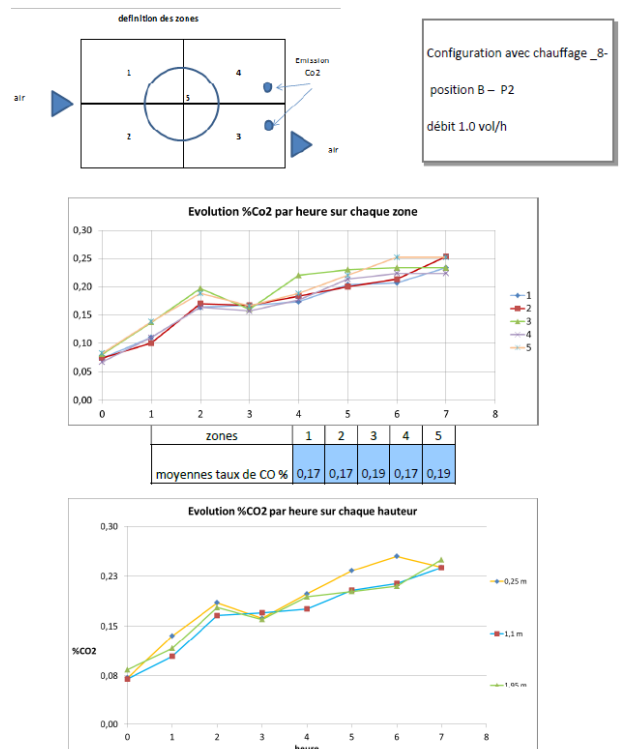 definition des zones
1
4
Emission
Co2
5
air
2
3
air
Configuration avec chauffage _8-
position B – P2
débit 1.0 vol/h
Evolution %Co2 par heure sur chaque zone
0,30
0,25
0,20
0,15
0,10
0,05
0,00
0 1 2 3 4 5 6 7 8
1
2
3
4
5
zones 1 2 3 4 5
moyennes taux de CO % 0,17 0,17 0,19 0,17 0,19
Evolution %CO2 par heure sur chaque hauteur
0,30
0,23
0,15
0,08
0,00
%CO2
0 1 2 3 4 5 6 7 8
heure
0,25 m
1,1 m
1,95 m